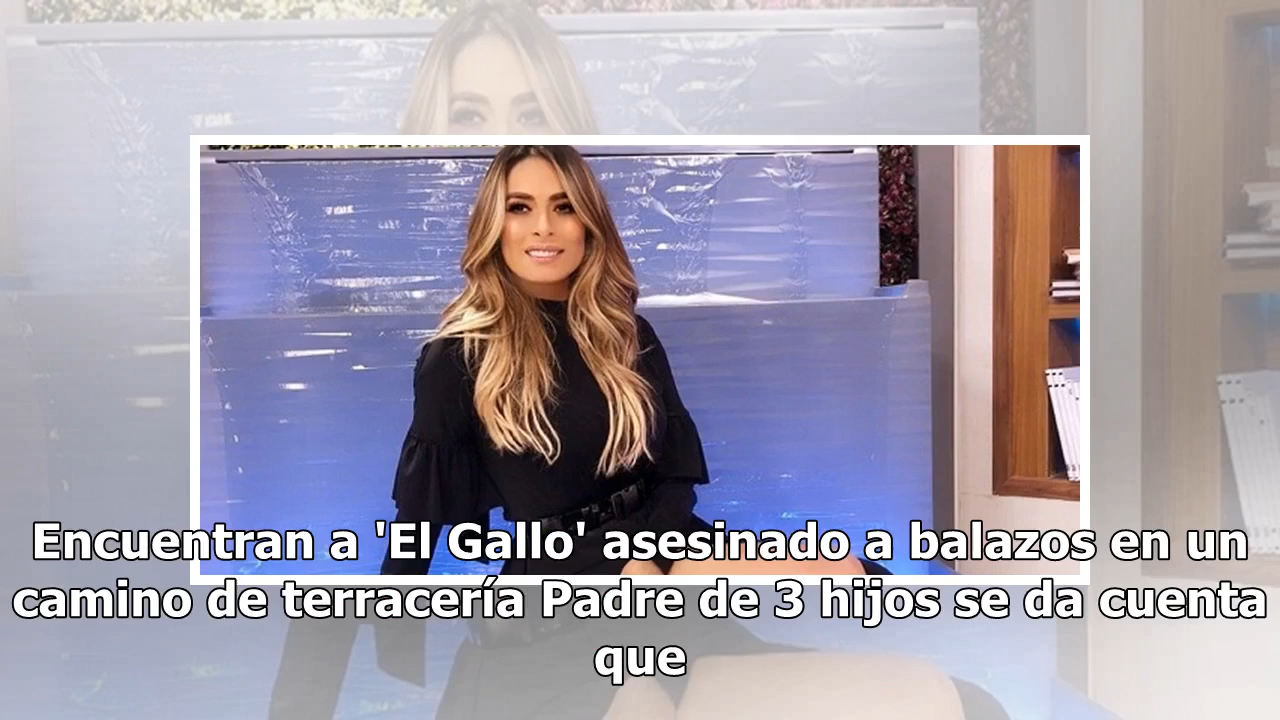 Encuentran a 'El Gallo' asesinado a balazos en un
camino de terracería Padre de 3 hijos se da cuenta
que